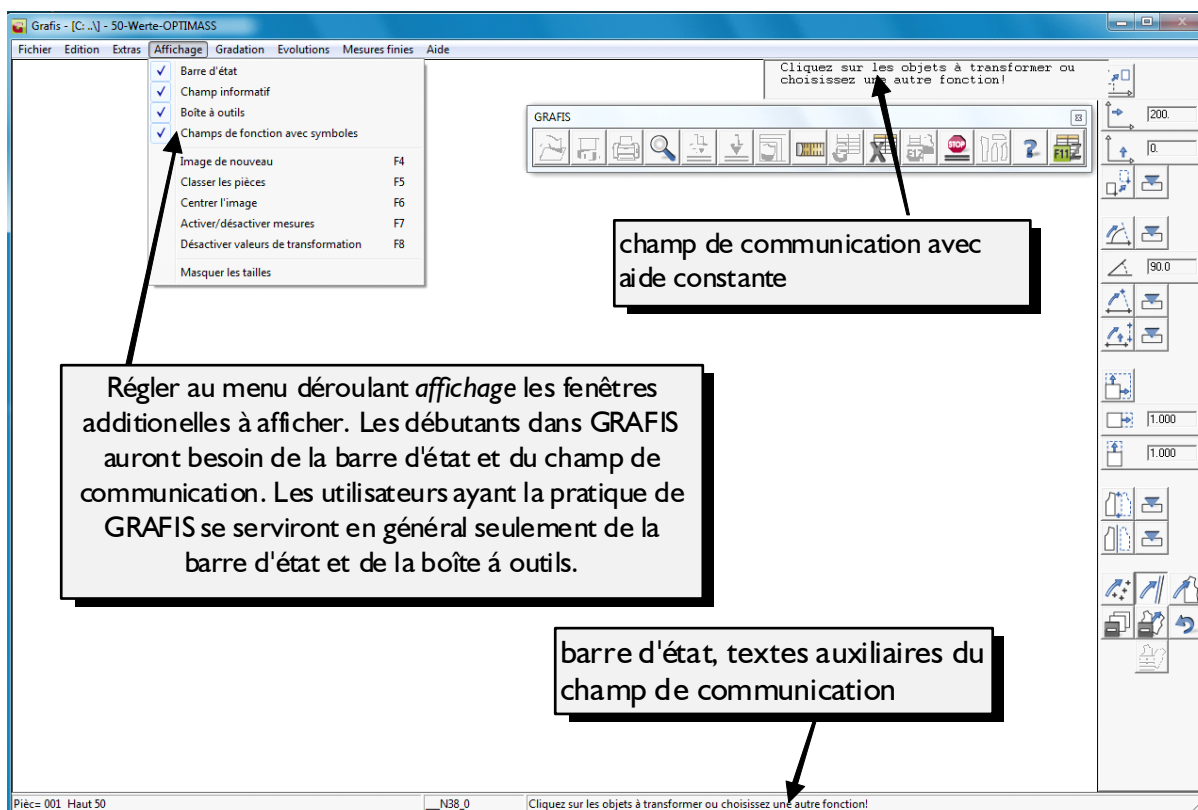 Grafis - [C: ..\] - 50-Werte-OPTIMASS
Fichier Edition Extras Affichage Gradation Evolutions Mesures finies Aide
Barre d'état
Champ informatif
Boîte à outils
Champs de fonction avec symboles
Image de nouveau F4
Classer les pièces F5
Centrer l'image F6
Activer/désactiver mesures F7
Désactiver valeurs de transformation F8
Masquer les tailles
Cliquez sur les objets à transformer ou
choisissez une autre fonction!
GRAFIS
STOP
F12
F11
200.
0.
90.0
1.000
1.000
champ de communication avec
aide constante
Régler au menu déroulant affichage les fenêtres
additionelles à afficher. Les débutants dans GRAFIS
auront besoin de la barre d'état et du champ de
communication. Les utilisateurs ayant la pratique de
GRAFIS se serviront en général seulement de la
barre d'état et de la boîte á outils.
barre d'état, textes auxiliaires du
champ de communication
Pièc= 001 Haut 50
__N38_0
Cliquez sur les objets à transformer ou choisissez une autre fonction!